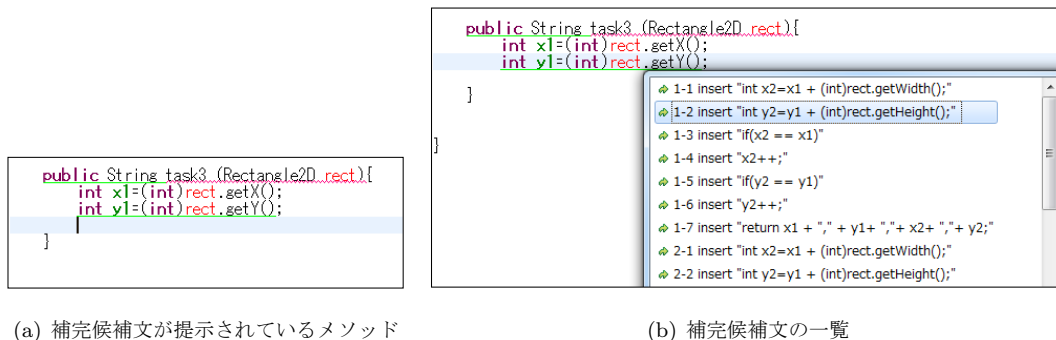 public String task3 (Rectangle2D rect){
int x1=(int)rect.getX();
int y1=(int)rect.getY();
}
(a) 補完候補文が提示されているメソッド
public String task3 (Rectangle2D rect){
int x1=(int)rect.getX();
int y1=(int)rect.getY();
}
}
1-1 insert "int x2=x1 + (int)rect.getWidth();"
1-2 insert "int y2=y1 + (int)rect.getHeight();"
1-3 insert "if(x2 == x1)"
1-4 insert "x2++;"
1-5 insert "if(y2 == y1)"
1-6 insert "y2++;"
1-7 insert "return x1 + "," + y1+ ","+ x2+ ","+ y2;"
2-1 insert "int x2=x1 + (int)rect.getWidth();"
2-2 insert "int y2=y1 + (int)rect.getHeight();"
(b) 補完候補文の一覧